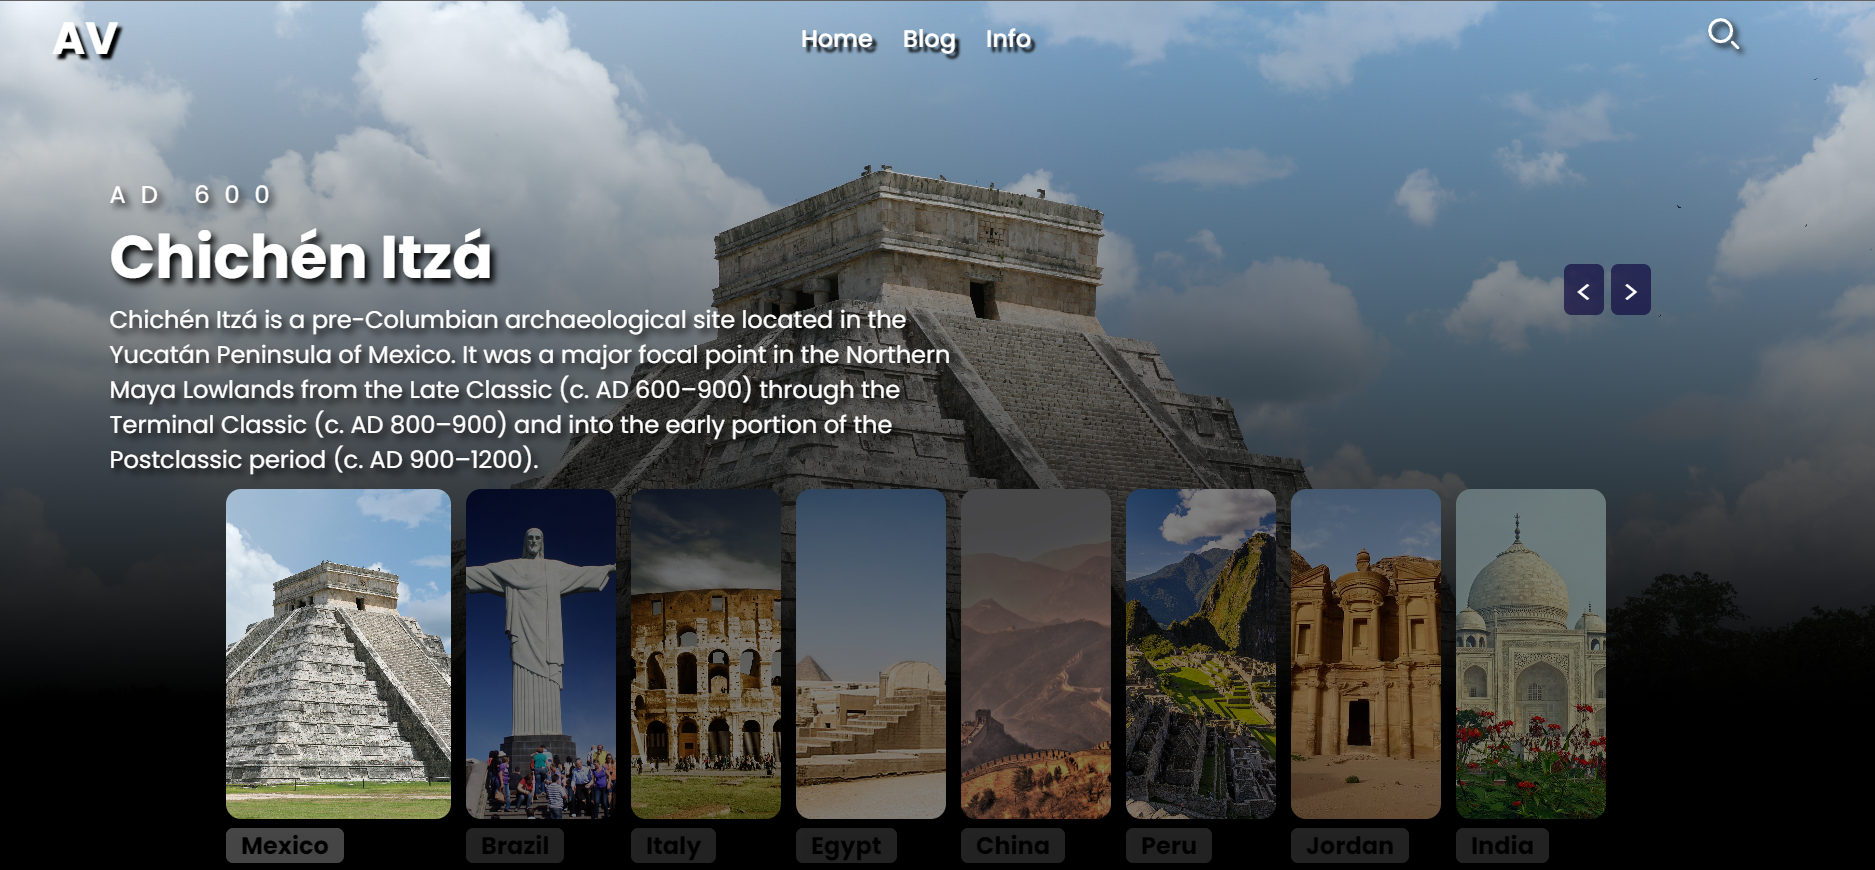 AV
Home Blog Info
AD 600
Chichén Itzá
Chichén Itzá is a pre-Columbian archaeological site located in the
Yucatán Peninsula of Mexico. It was a major focal point in the Northern
Maya Lowlands from the Late Classic (c. AD 600–900) through the
Terminal Classic (c. AD 800–900) and into the early portion of the
Postclassic period (c. AD 900–1200).
< >
Mexico Brazil Italy Egypt China Peru Jordan India